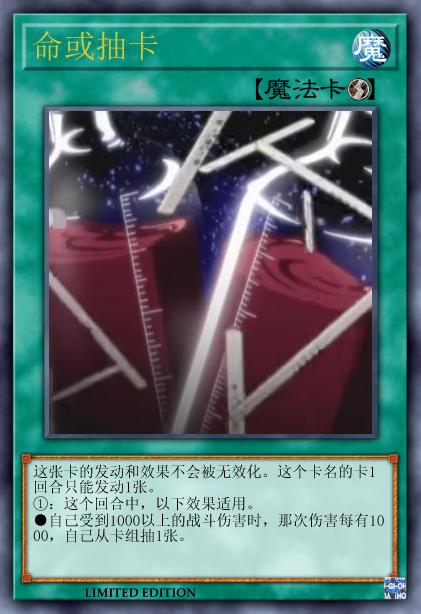 命或抽卡
魔
【魔法卡】
这张卡的发动和效果不会被无效化。这个卡名的卡1
回合只能发动1张。
①：这个回合中，以下效果适用。
●自己受到1000以上的战斗伤害时，那次伤害每有10
00，自己从卡组抽1张。
LIMITED EDITION